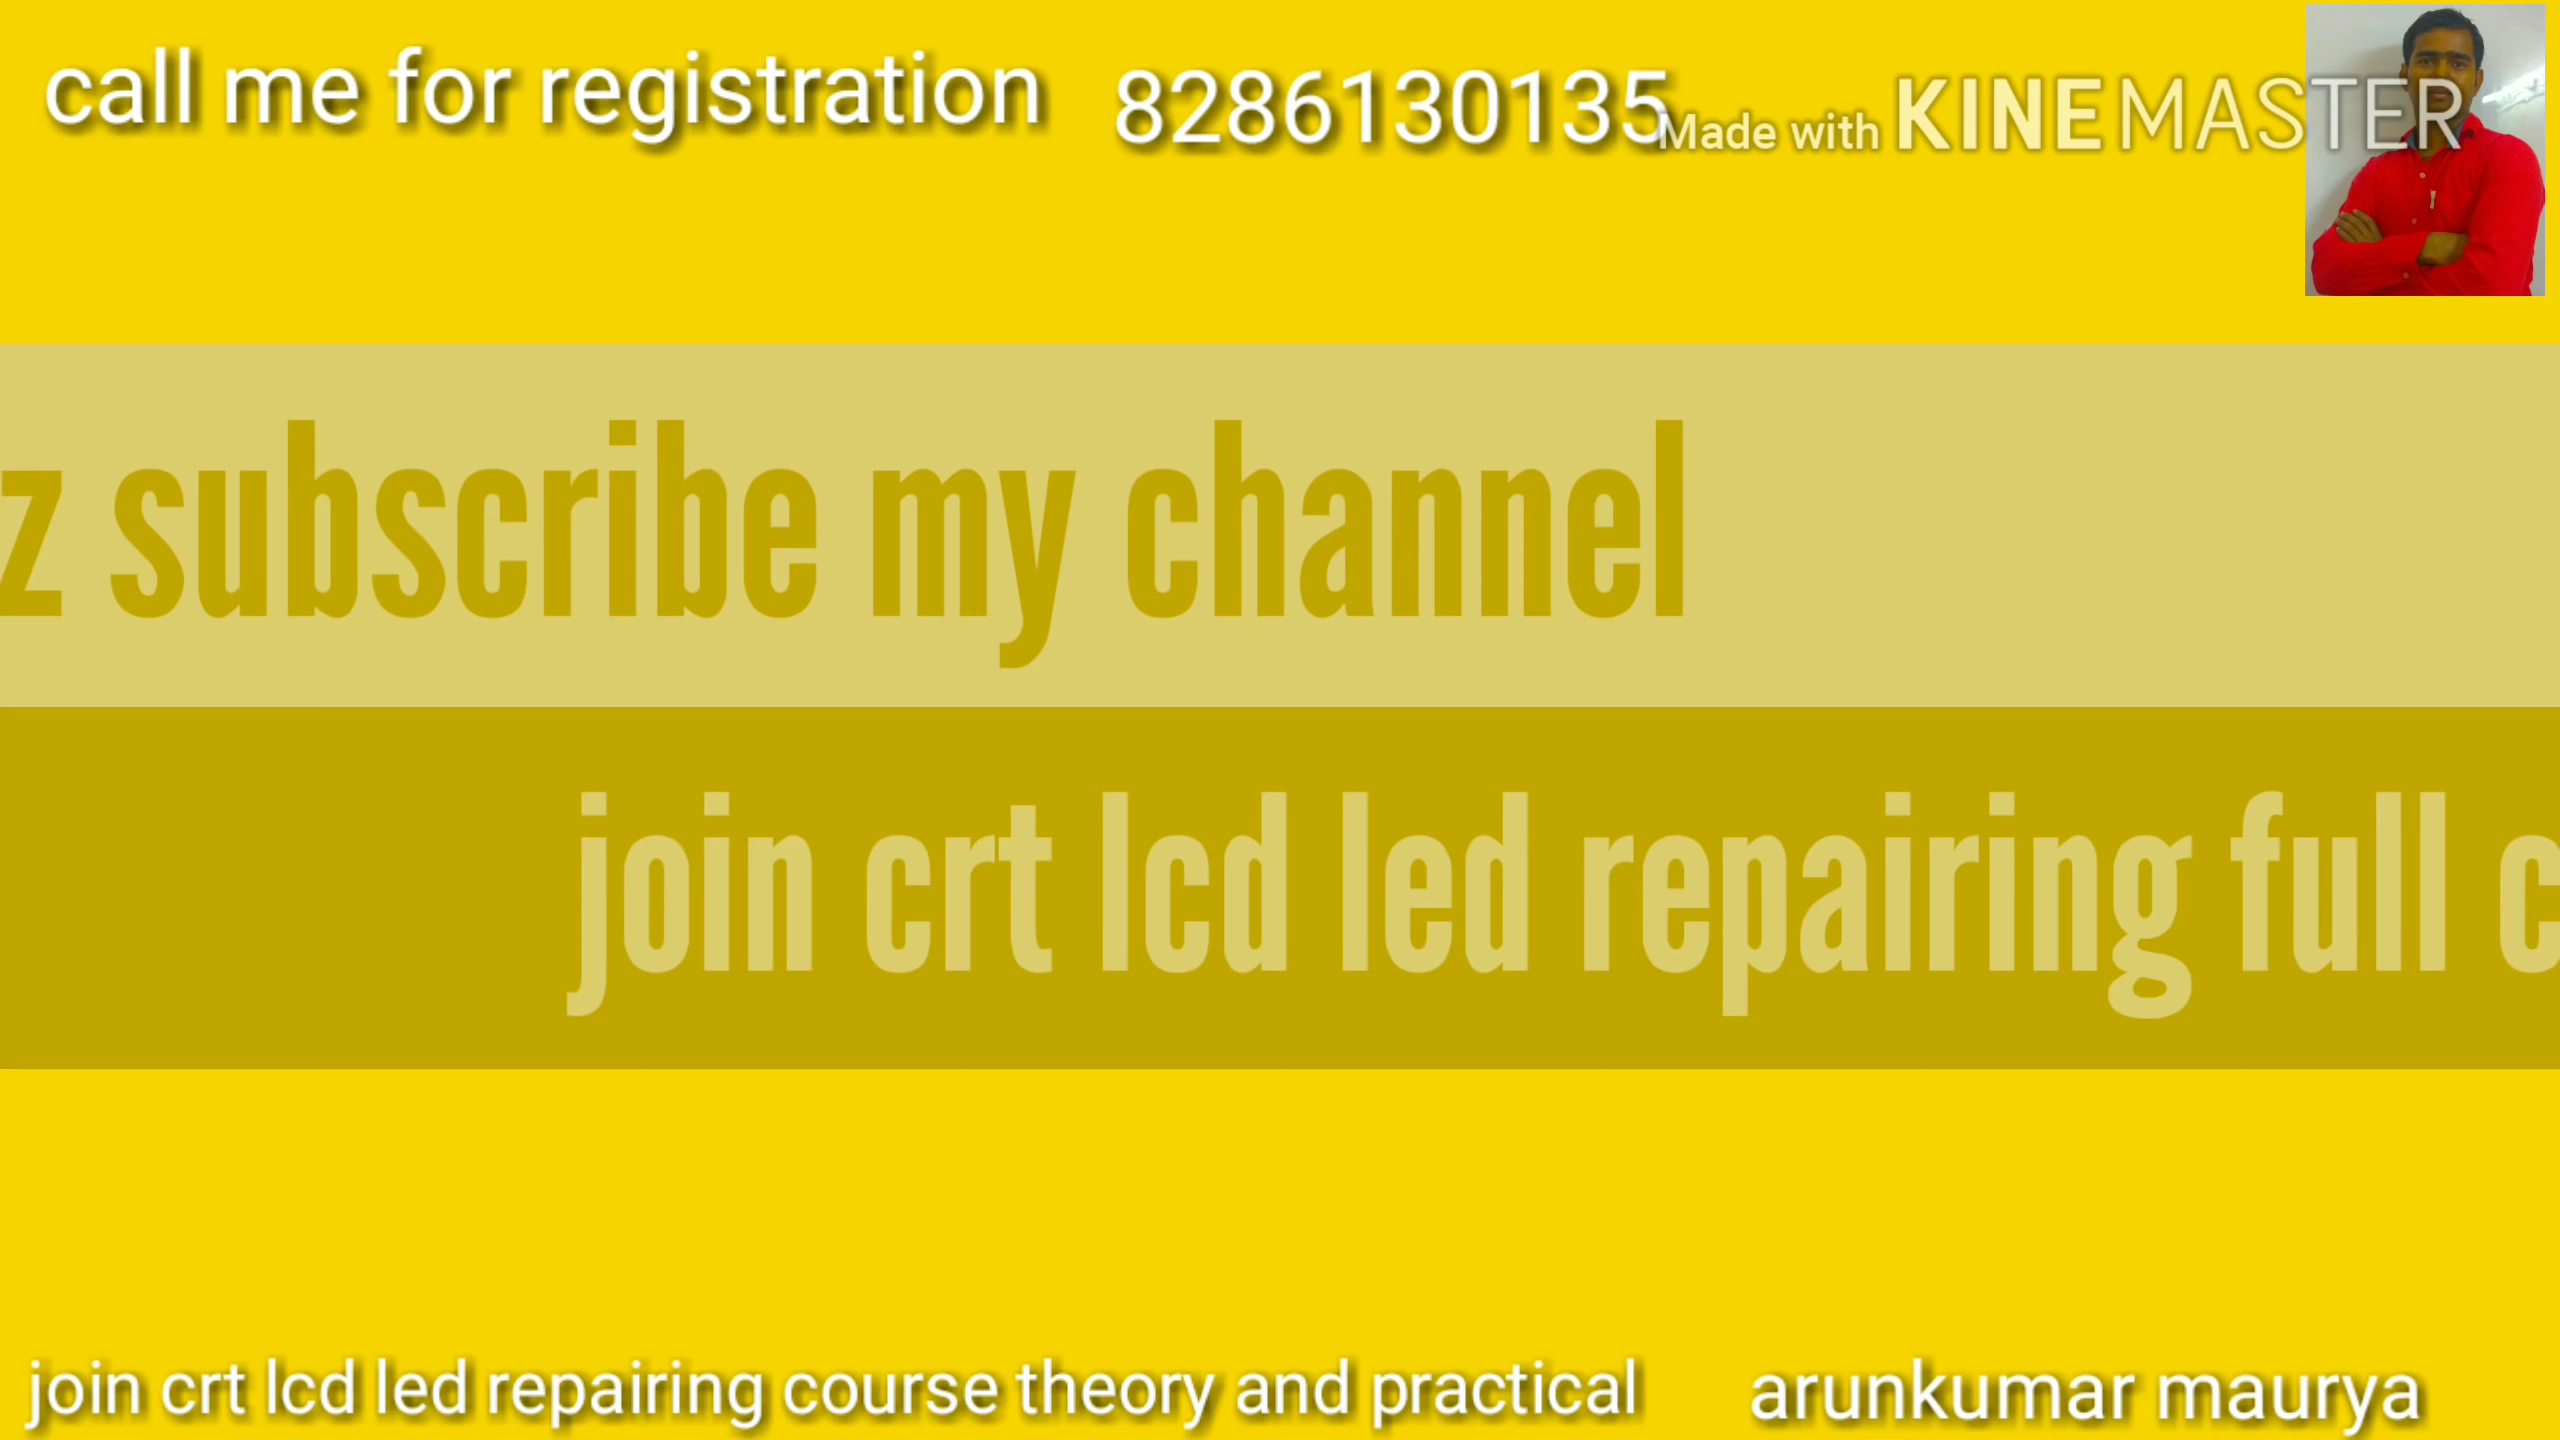 call me for registration 8286130135 Made with KINEMASTER
z subscribe my channel
join crt lcd led repairing full c
join crt lcd led repairing course theory and practical arunkumar maurya